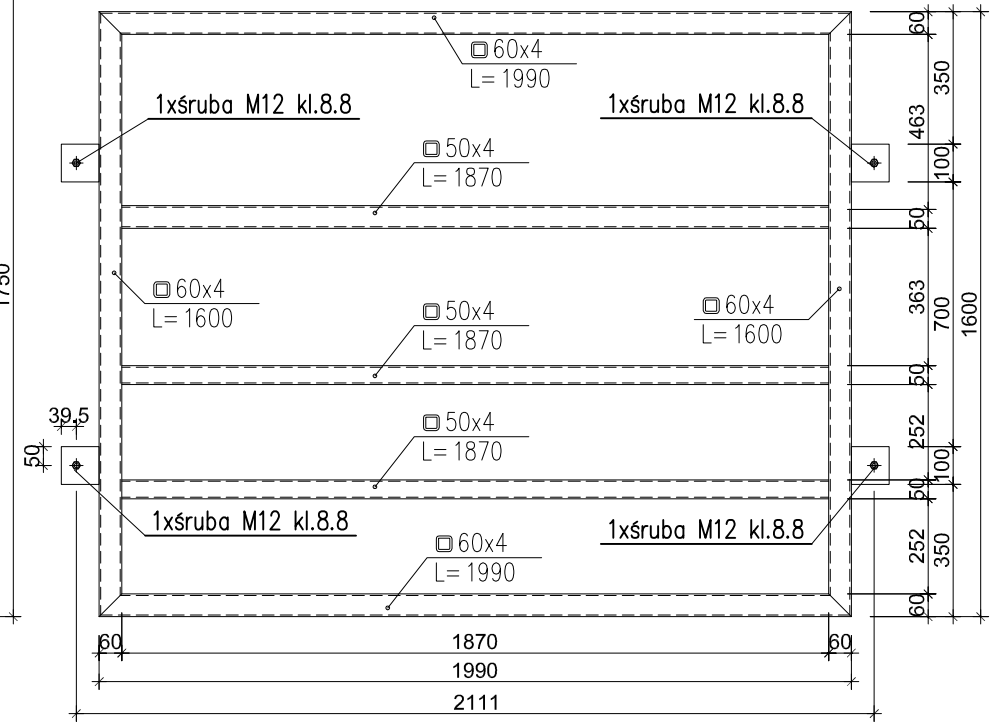 □ 60x4
L= 1990
1xśruba M12 kl.8.8
1xśruba M12 kl.8.8
□ 50x4
L= 1870
□ 60x4
L= 1600
□ 50x4
L= 1870
□ 60x4
L= 1600
□ 50x4
L= 1870
1xśruba M12 kl.8.8
1xśruba M12 kl.8.8
□ 60x4
L= 1990
1750
39.5
50
60
463
50
363
50
252
50
252
60
350
100
700
100
350
1600
60
1870
60
1990
2111